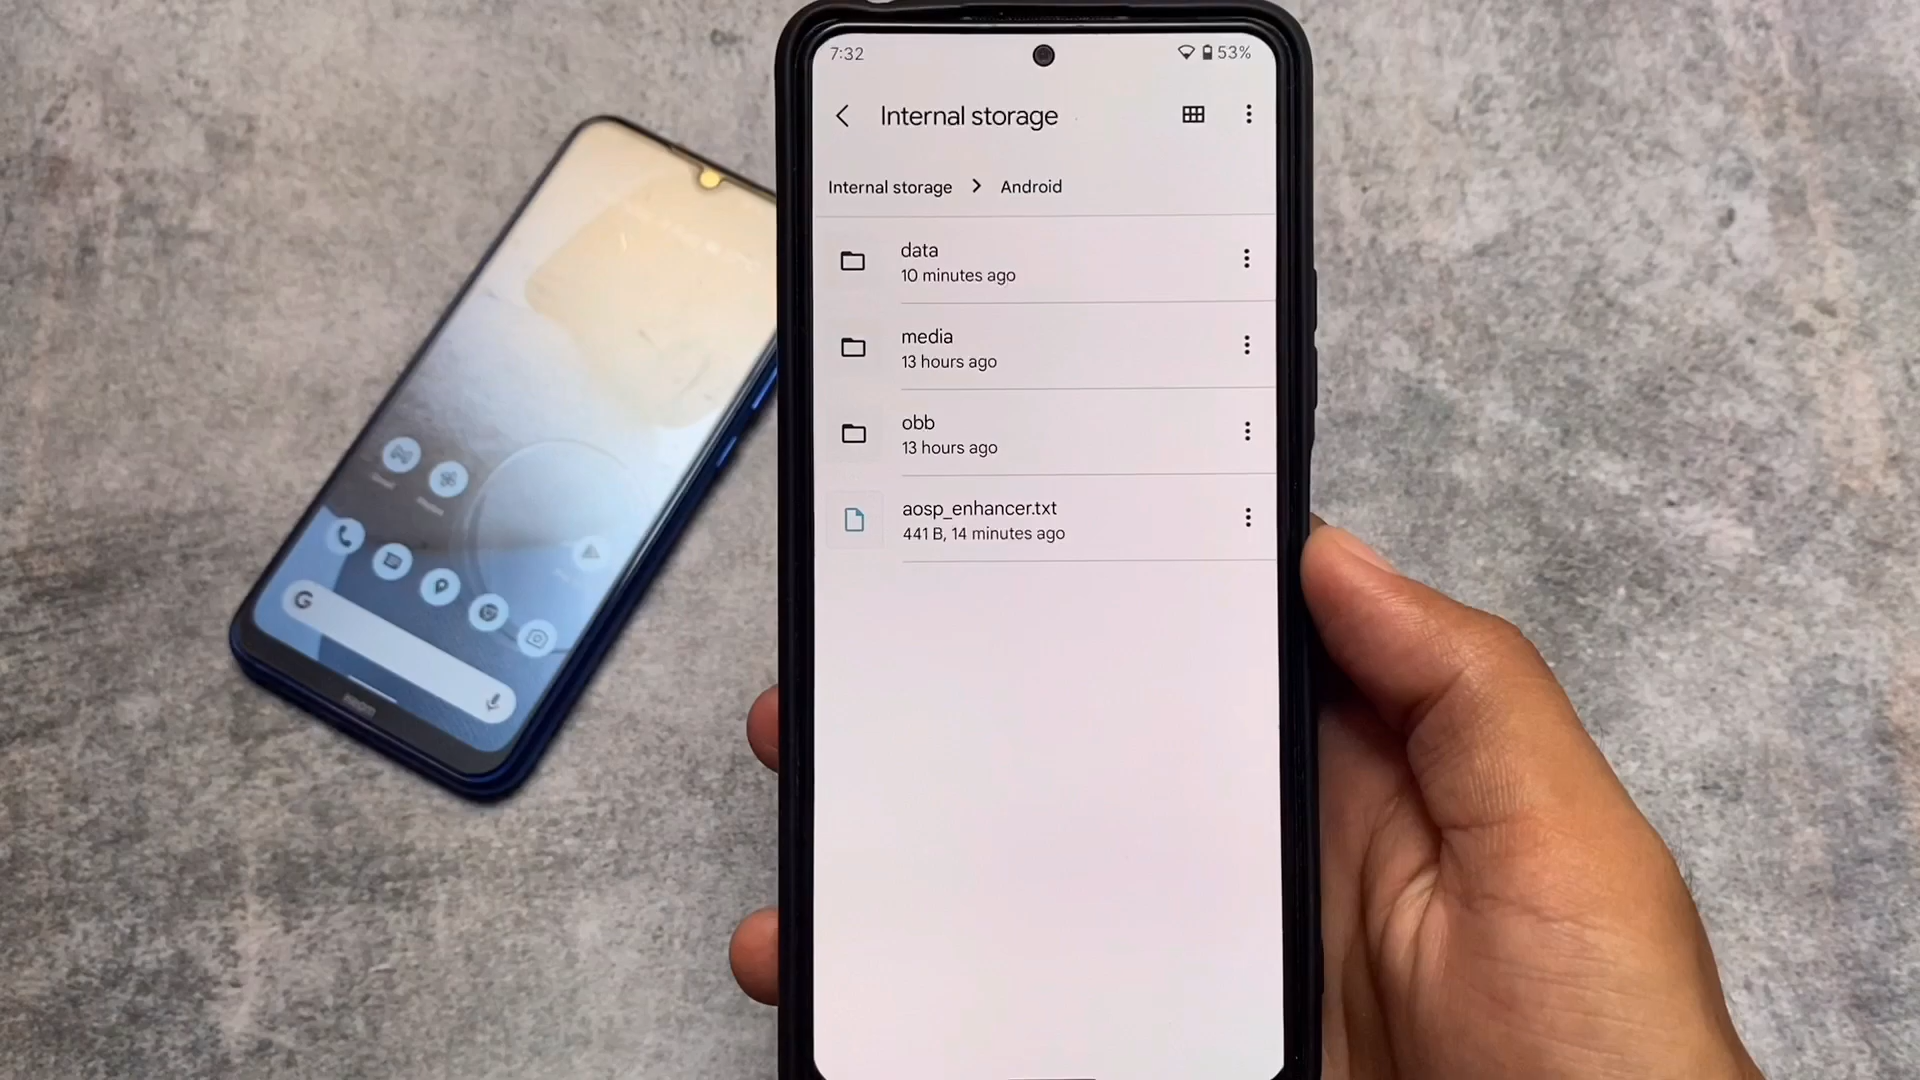 7:32
53%
Internal storage
Internal storage > Android
data
10 minutes ago
media
13 hours ago
obb
13 hours ago
aosp_enhancer.txt
441 B, 14 minutes ago
G